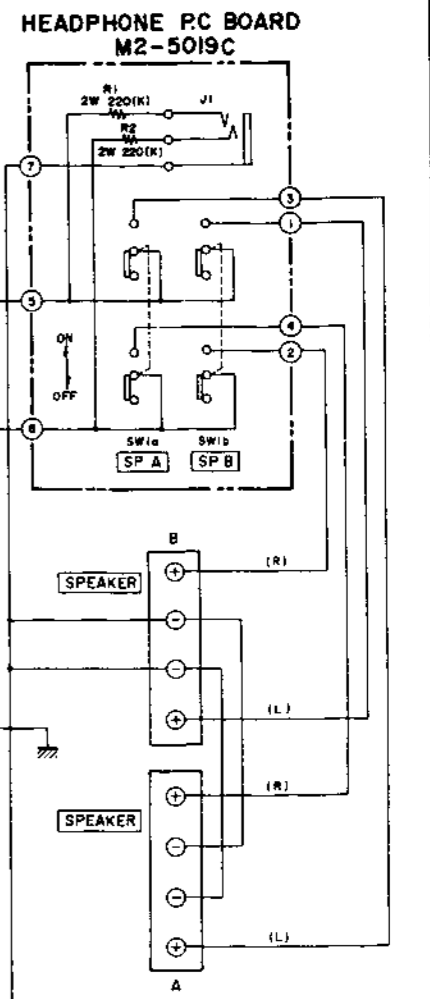 HEADPHONE P.C BOARD
M2-5019C
R1
2W 220(K)
J1
R2
2W 220(K)
7
3
1
5
4
2
ON
OFF
6
SW1a
SW1b
SP A
SP B
B
SPEAKER
+
(R)
−
−
+
(L)
SPEAKER
+
(R)
−
−
+
(L)
A